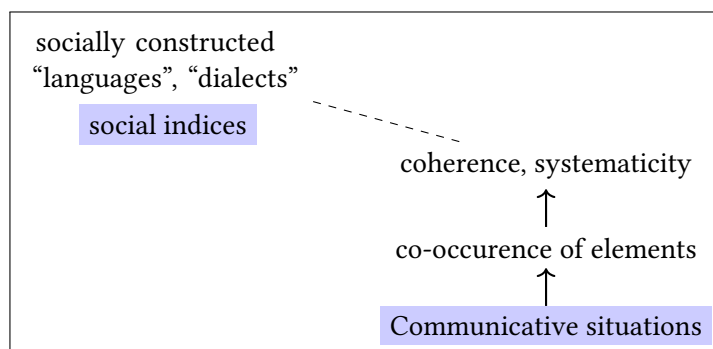 socially constructed
“languages”, “dialects”
social indices
coherence, systematicity
co-occurence of elements
Communicative situations